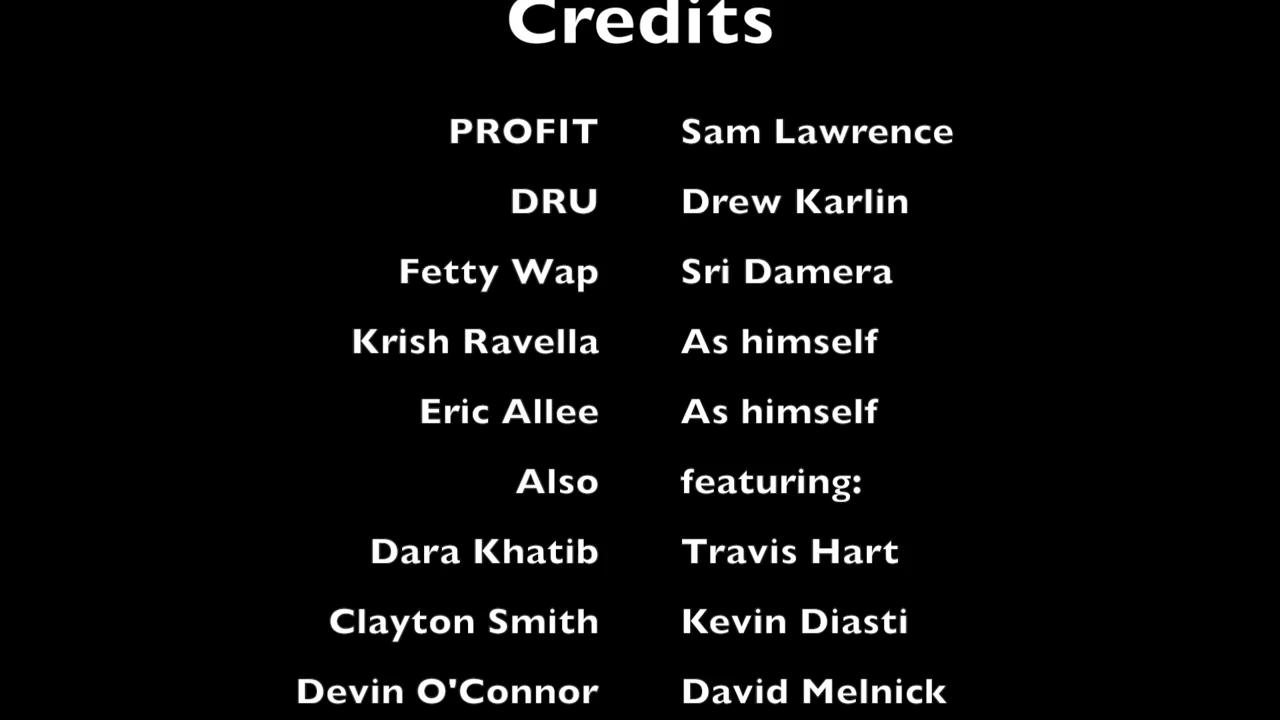 Credits
PROFIT Sam Lawrence
DRU Drew Karlin
Fetty Wap Sri Damera
Krish Ravella As himself
Eric Allee As himself
Also featuring:
Dara Khatib Travis Hart
Clayton Smith Kevin Diasti
Devin O'Connor David Melnick